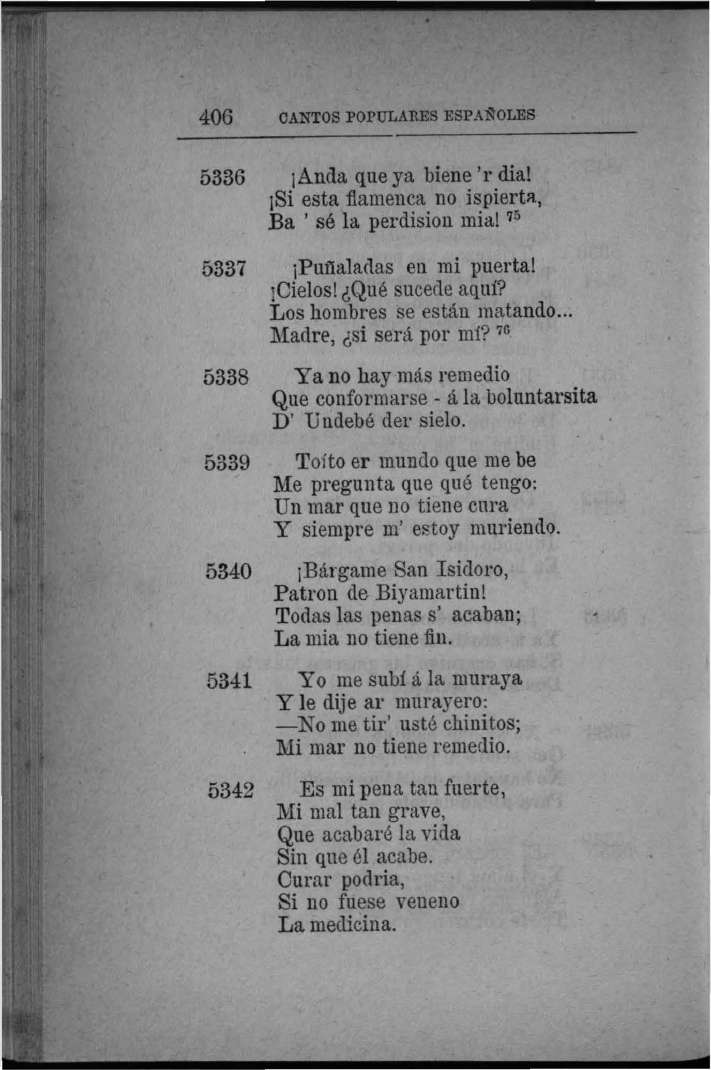 406 CANTOS POPULARES ESPAÑOLES
5336 ¡Anda que ya biene 'r dia!
¡Si esta flamenca no ispierta,
Ba ' sé la perdision mia! 75
5337 ¡Puñaladas en mi puerta!
¡Cielos! ¿Qué sucede aquí?
Los hombres se están matando...
Madre, ¿si será por mí? 76
5338 Ya no hay más remedio
Que conformarse - á la boluntarsita
D' Undebé der sielo.
5339 Toíto er mundo que me be
Me pregunta que qué tengo:
Un mar que no tiene cura
Y siempre m' estoy muriendo.
5340 ¡Bárgame San Isidoro,
Patron de Biyamartin!
Todas las penas s' acaban;
La mia no tiene fin.
5341 Yo me subí á la muraya
Y le dije ar murayero:
—No me tir' usté chinitos;
Mi mar no tiene remedio.
5342 Es mi pena tan fuerte,
Mi mal tan grave,
Que acabaré la vida
Sin que él acabe.
Curar podria,
Si no fuese veneno
La medicina.